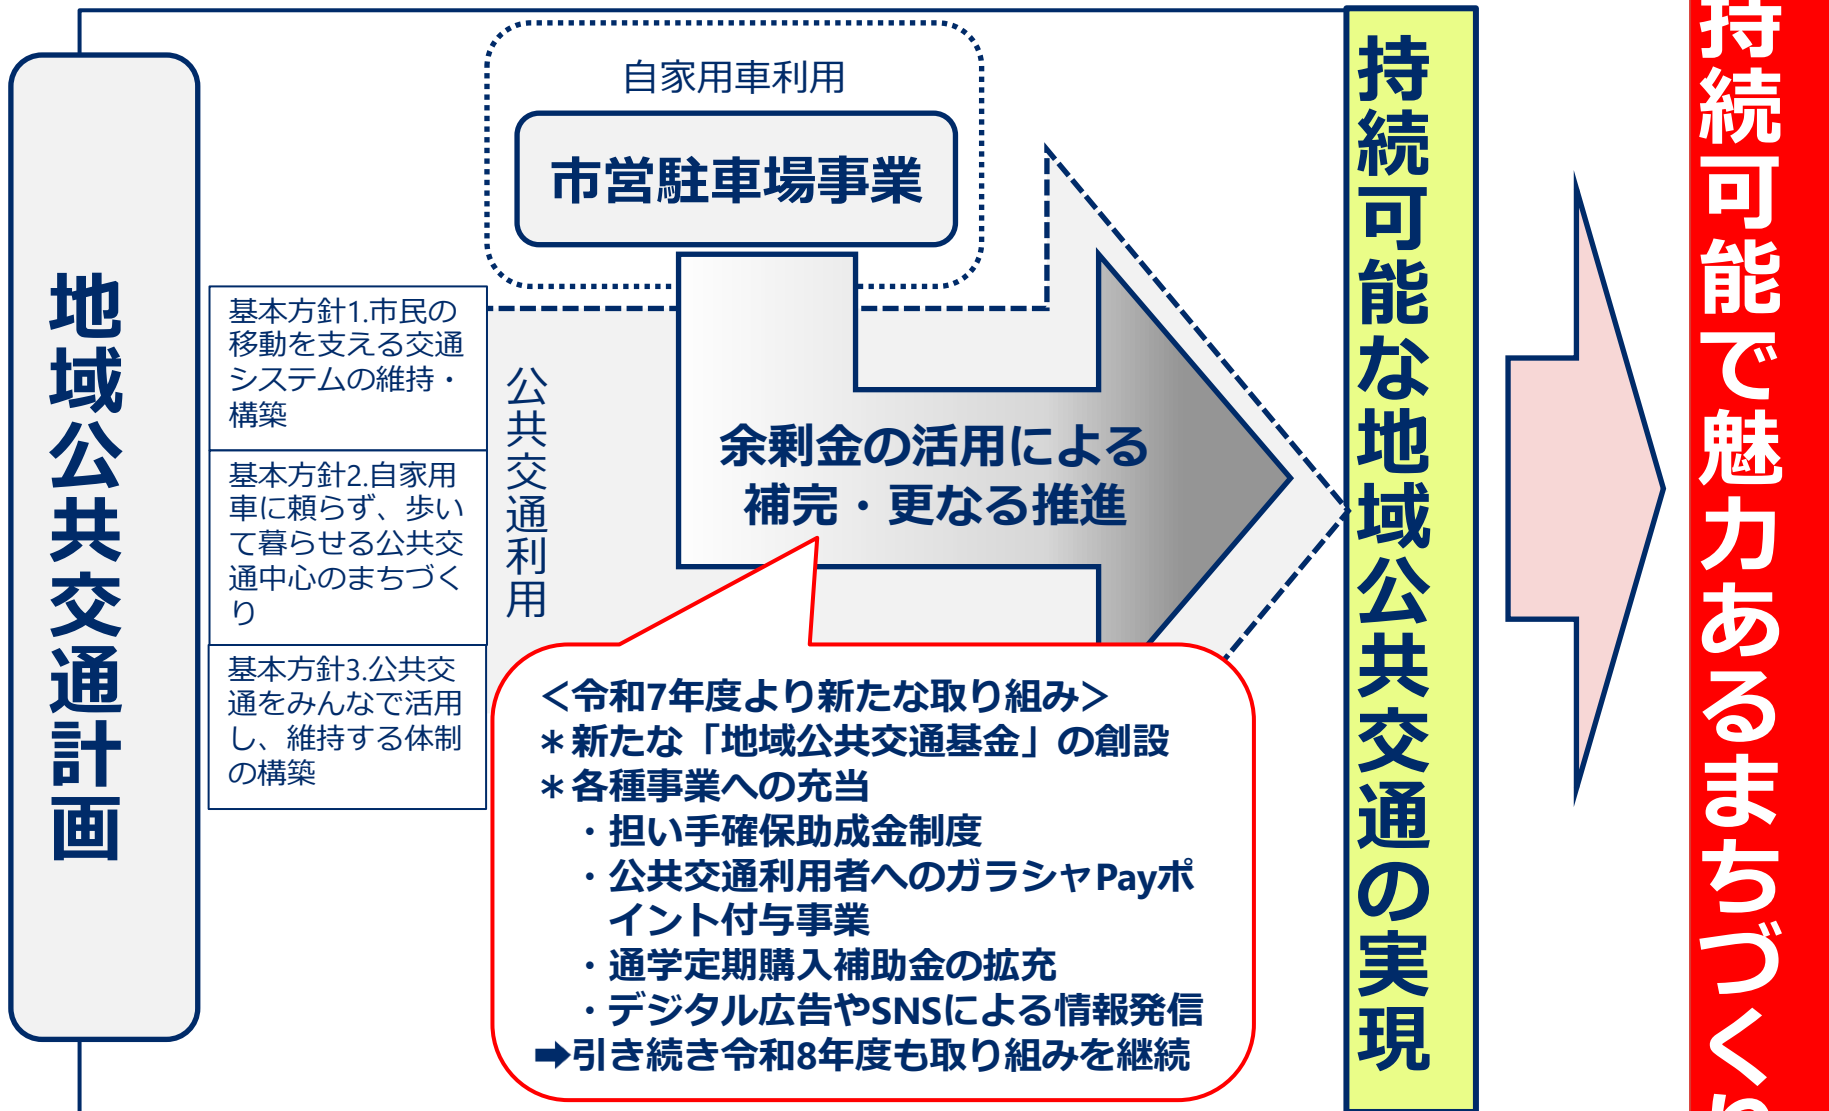 地域公共交通計画
自家用車利用
市営駐車場事業
基本方針1.市民の
移動を支える交通
システムの維持・
構築
基本方針2.自家用
車に頼らず、歩い
て暮らせる公共交
通中心のまちづく
り
基本方針3.公共交
通をみんなで活用
し、維持する体制
の構築
公共交通利用
余剰金の活用による
補完・更なる推進
＜令和7年度より新たな取り組み＞
＊新たな「地域公共交通基金」の創設
＊各種事業への充当
・担い手確保助成金制度
・公共交通利用者へのガラシャPayポ
イント付与事業
・通学定期購入補助金の拡充
・デジタル広告やSNSによる情報発信
➡引き続き令和8年度も取り組みを継続
持続可能な地域公共交通の実現
持続可能で魅力あるまちづくり